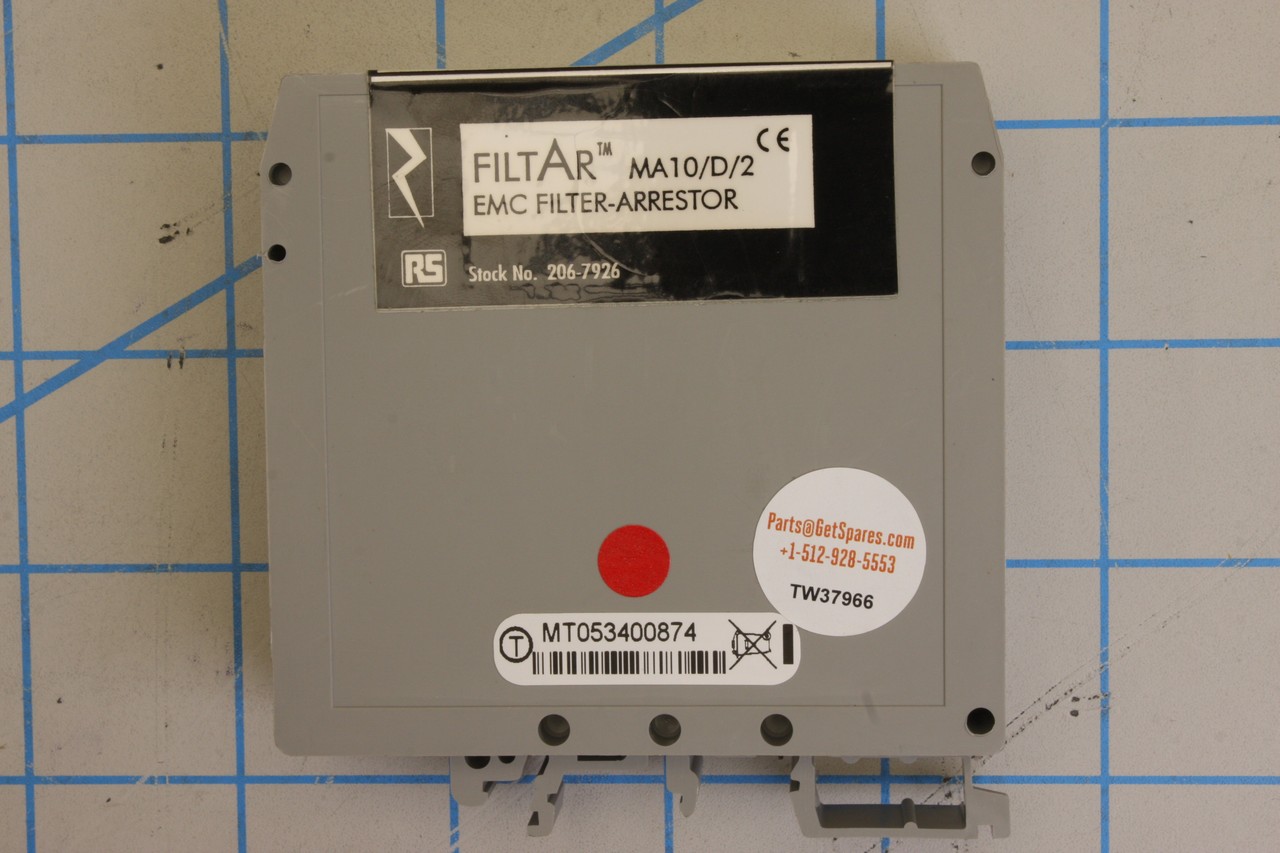 CE
FILTAR™ MA10/D/2
EMC FILTER-ARRESTOR
RS Stock No. 206-7926
Parts@GetSpares.com
+1-512-928-5553
TW37966
T MT053400874